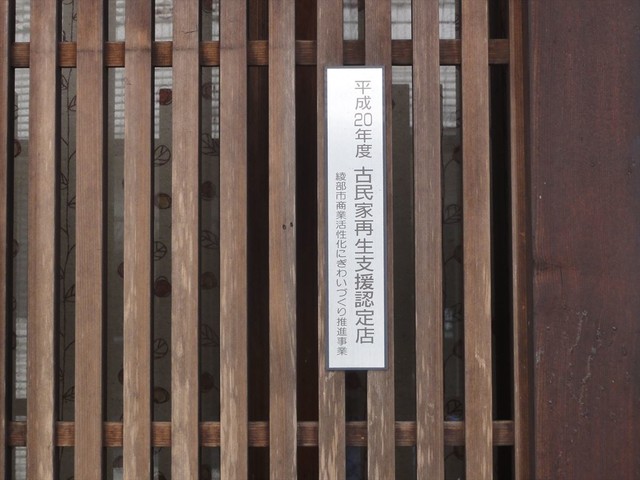 平成20年度 古民家再生支援認定店
綾部市商業活性化にぎわいづくり推進事業